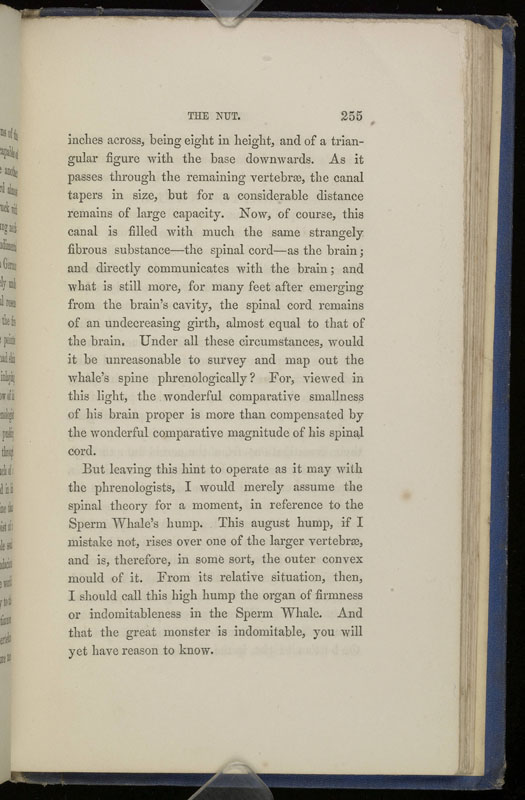 THE NUT. 255
inches across, being eight in height, and of a trian-
gular figure with the base downwards. As it
passes through the remaining vertebræ, the canal
tapers in size, but for a considerable distance
remains of large capacity. Now, of course, this
canal is filled with much the same strangely
fibrous substance—the spinal cord—as the brain;
and directly communicates with the brain; and
what is still more, for many feet after emerging
from the brain's cavity, the spinal cord remains
of an undecreasing girth, almost equal to that of
the brain. Under all these circumstances, would
it be unreasonable to survey and map out the
whale's spine phrenologically? For, viewed in
this light, the wonderful comparative smallness
of his brain proper is more than compensated by
the wonderful comparative magnitude of his spinal
cord.
But leaving this hint to operate as it may with
the phrenologists, I would merely assume the
spinal theory for a moment, in reference to the
Sperm Whale's hump. This august hump, if I
mistake not, rises over one of the larger vertebræ,
and is, therefore, in some sort, the outer convex
mould of it. From its relative situation, then,
I should call this high hump the organ of firmness
or indomitableness in the Sperm Whale. And
that the great monster is indomitable, you will
yet have reason to know.